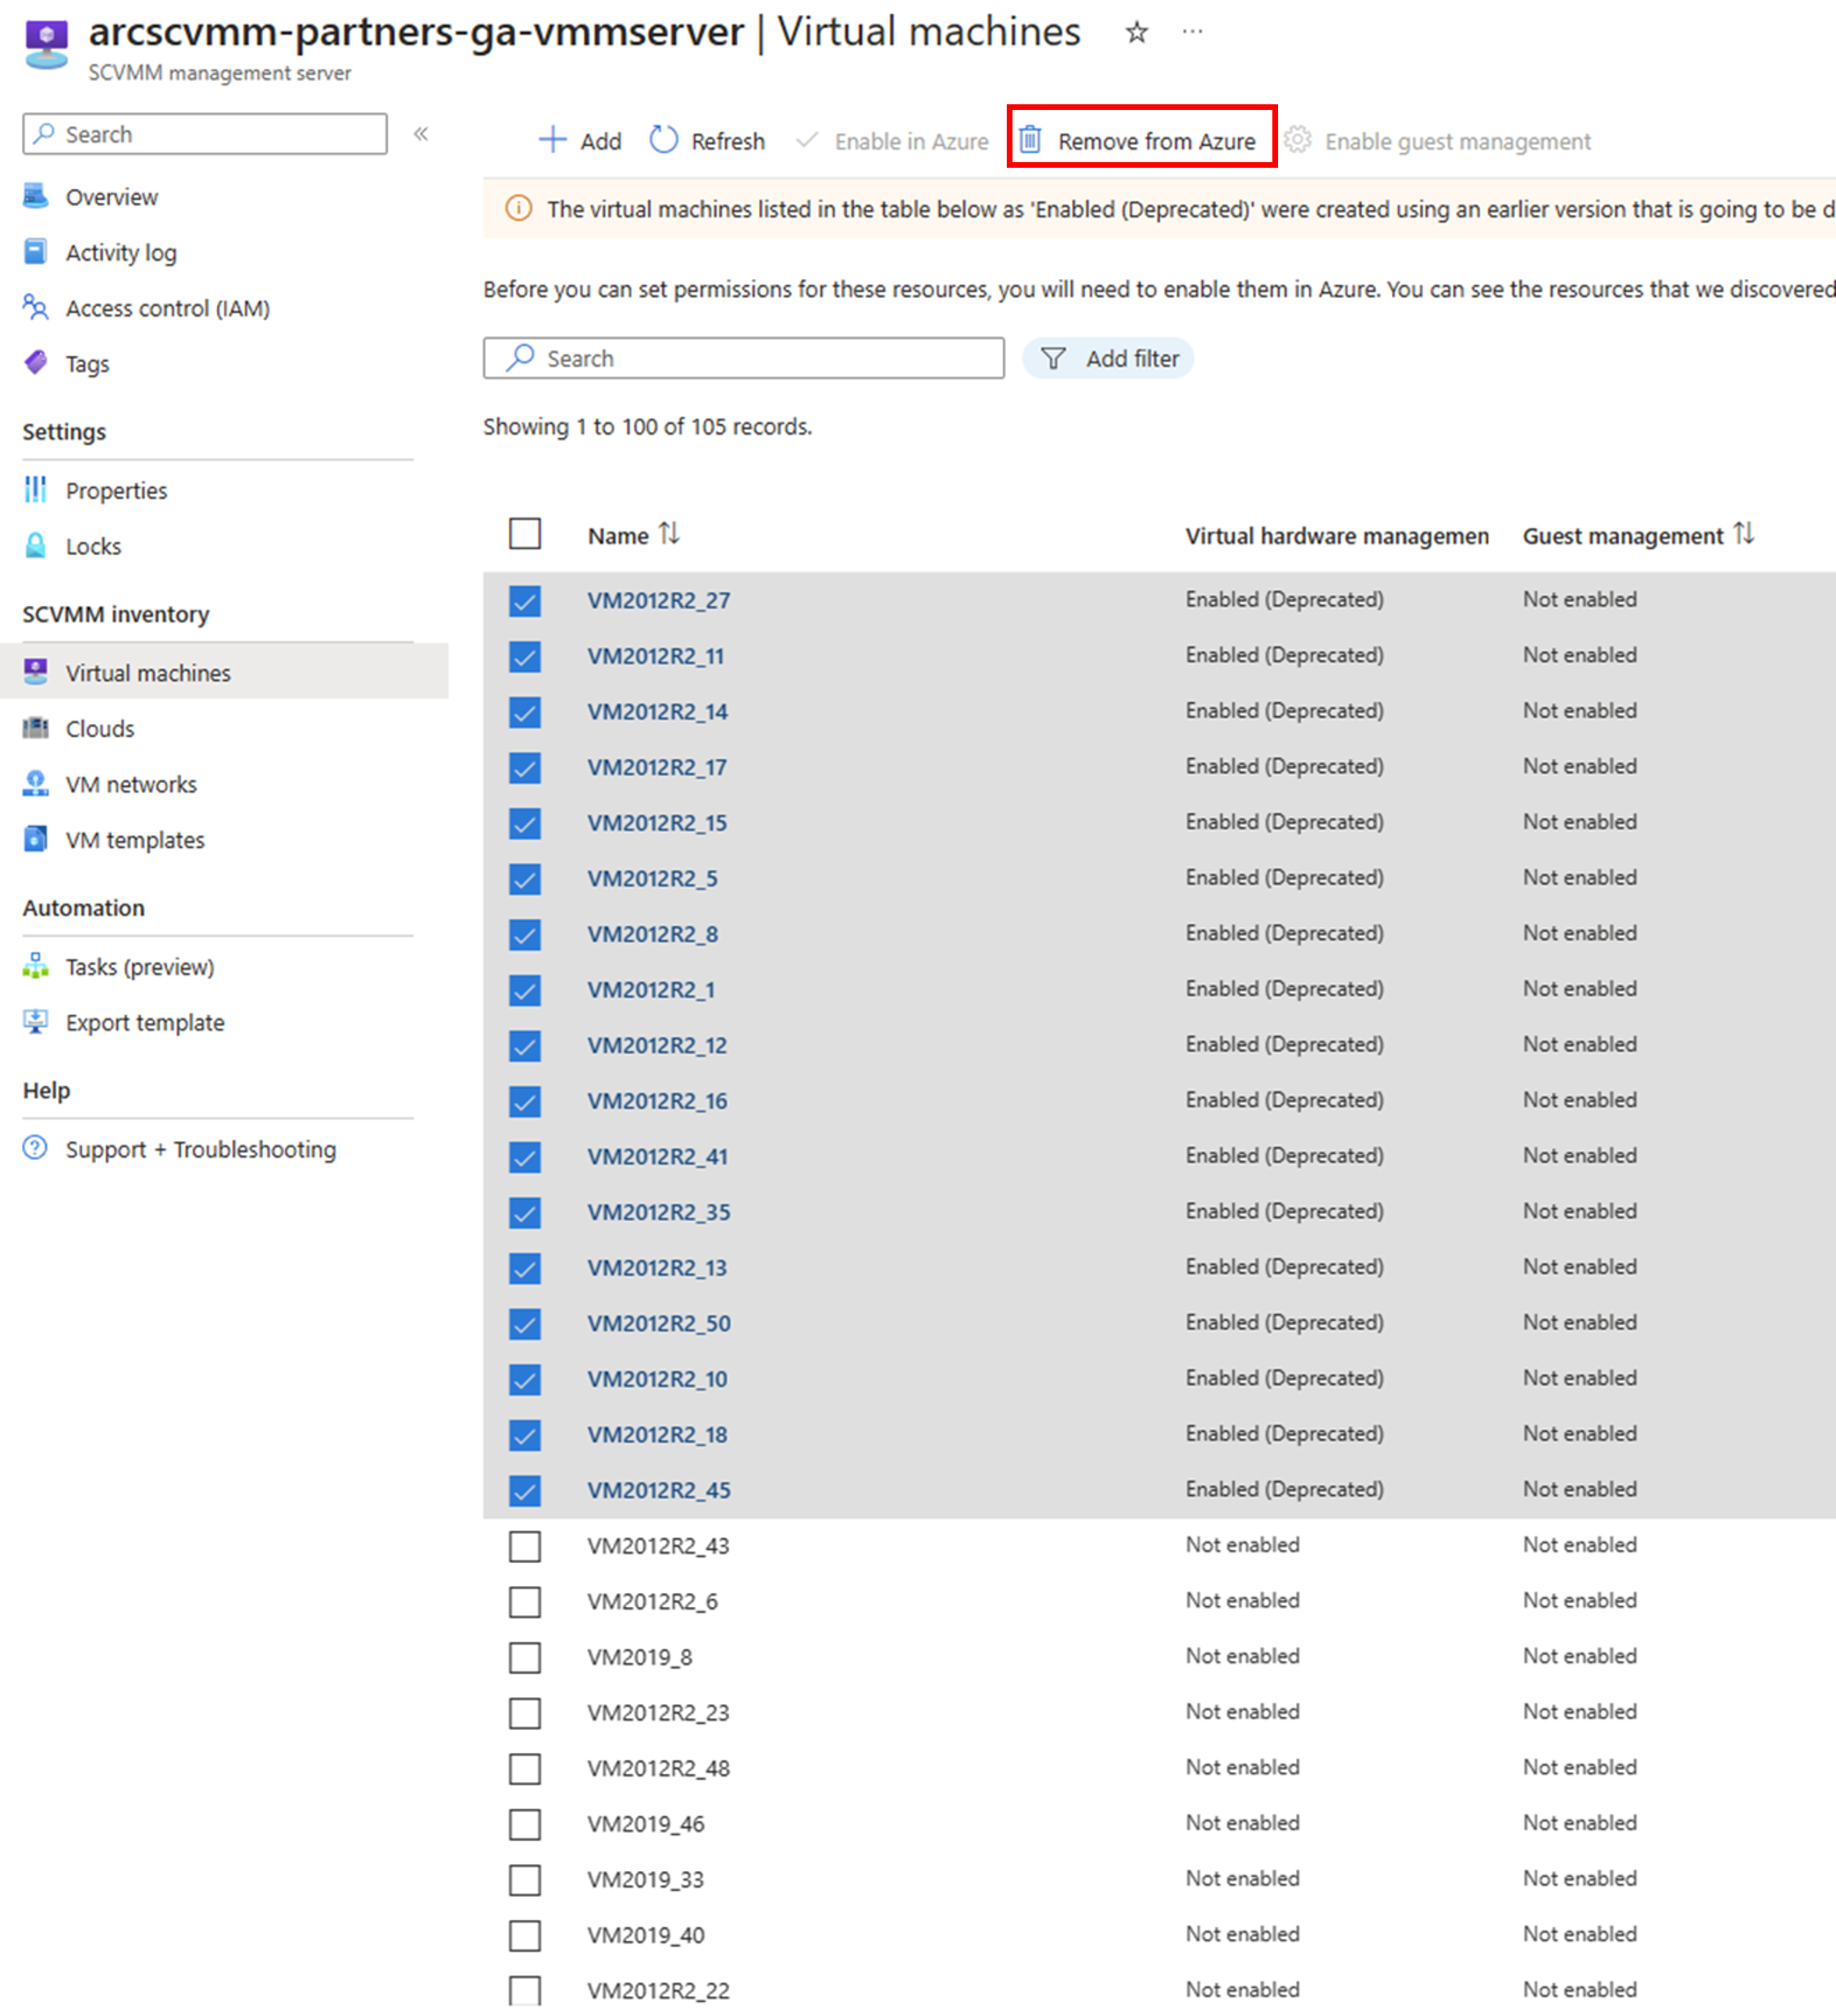 arcscvmm-partners-ga-vmmserver | Virtual machines
SCVMM management server
Search
Overview
Activity log
Access control (IAM)
Tags
Settings
Properties
Locks
SCVMM inventory
Virtual machines
Clouds
VM networks
VM templates
Automation
Tasks (preview)
Export template
Help
Support + Troubleshooting
Add Refresh Enable in Azure Remove from Azure Enable guest management
The virtual machines listed in the table below as 'Enabled (Deprecated)' were created using an earlier version that is going to be d
Before you can set permissions for these resources, you will need to enable them in Azure. You can see the resources that we discovered
Search Add filter
Showing 1 to 100 of 105 records.
Name Virtual hardware managemen Guest management
VM2012R2_27 Enabled (Deprecated) Not enabled
VM2012R2_11 Enabled (Deprecated) Not enabled
VM2012R2_14 Enabled (Deprecated) Not enabled
VM2012R2_17 Enabled (Deprecated) Not enabled
VM2012R2_15 Enabled (Deprecated) Not enabled
VM2012R2_5 Enabled (Deprecated) Not enabled
VM2012R2_8 Enabled (Deprecated) Not enabled
VM2012R2_1 Enabled (Deprecated) Not enabled
VM2012R2_12 Enabled (Deprecated) Not enabled
VM2012R2_16 Enabled (Deprecated) Not enabled
VM2012R2_41 Enabled (Deprecated) Not enabled
VM2012R2_35 Enabled (Deprecated) Not enabled
VM2012R2_13 Enabled (Deprecated) Not enabled
VM2012R2_50 Enabled (Deprecated) Not enabled
VM2012R2_10 Enabled (Deprecated) Not enabled
VM2012R2_18 Enabled (Deprecated) Not enabled
VM2012R2_45 Enabled (Deprecated) Not enabled
VM2012R2_43 Not enabled Not enabled
VM2012R2_6 Not enabled Not enabled
VM2019_8 Not enabled Not enabled
VM2012R2_23 Not enabled Not enabled
VM2012R2_48 Not enabled Not enabled
VM2019_46 Not enabled Not enabled
VM2019_33 Not enabled Not enabled
VM2019_40 Not enabled Not enabled
VM2012R2_22 Not enabled Not enabled